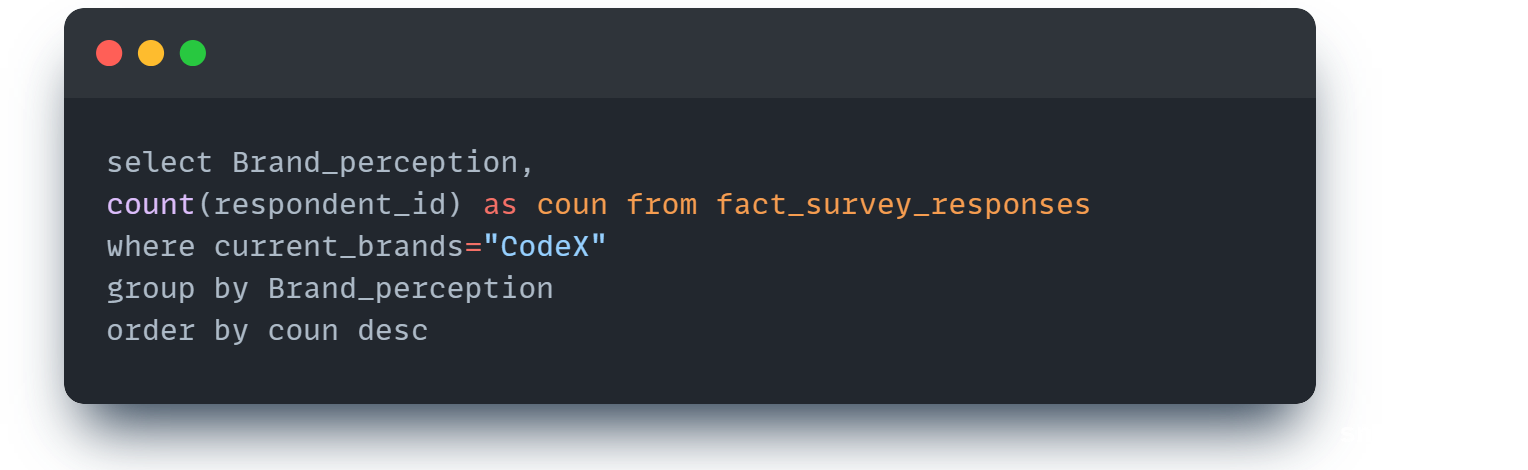 select Brand_perception,
count(respondent_id) as coun from fact_survey_responses
where current_brands="CodeX"
group by Brand_perception
order by coun desc